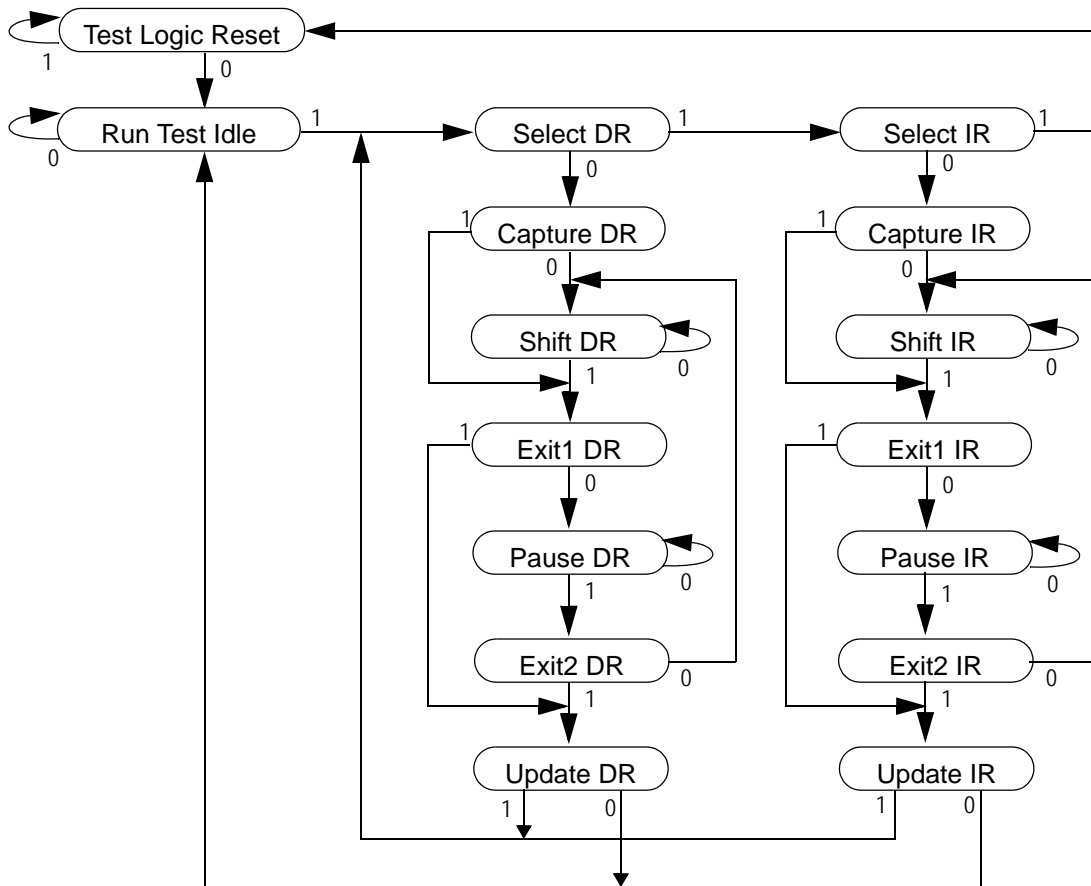 Test Logic Reset
1
0
Run Test Idle
1
0
Select DR
1
0
Select IR
1
0
1
Capture DR
0
1
Capture IR
0
Shift DR
0
1
Shift IR
0
1
1
Exit1 DR
0
1
Exit1 IR
0
Pause DR
0
1
Pause IR
0
1
Exit2 DR
0
1
Exit2 IR
0
1
Update DR
1
0
Update IR
1
0